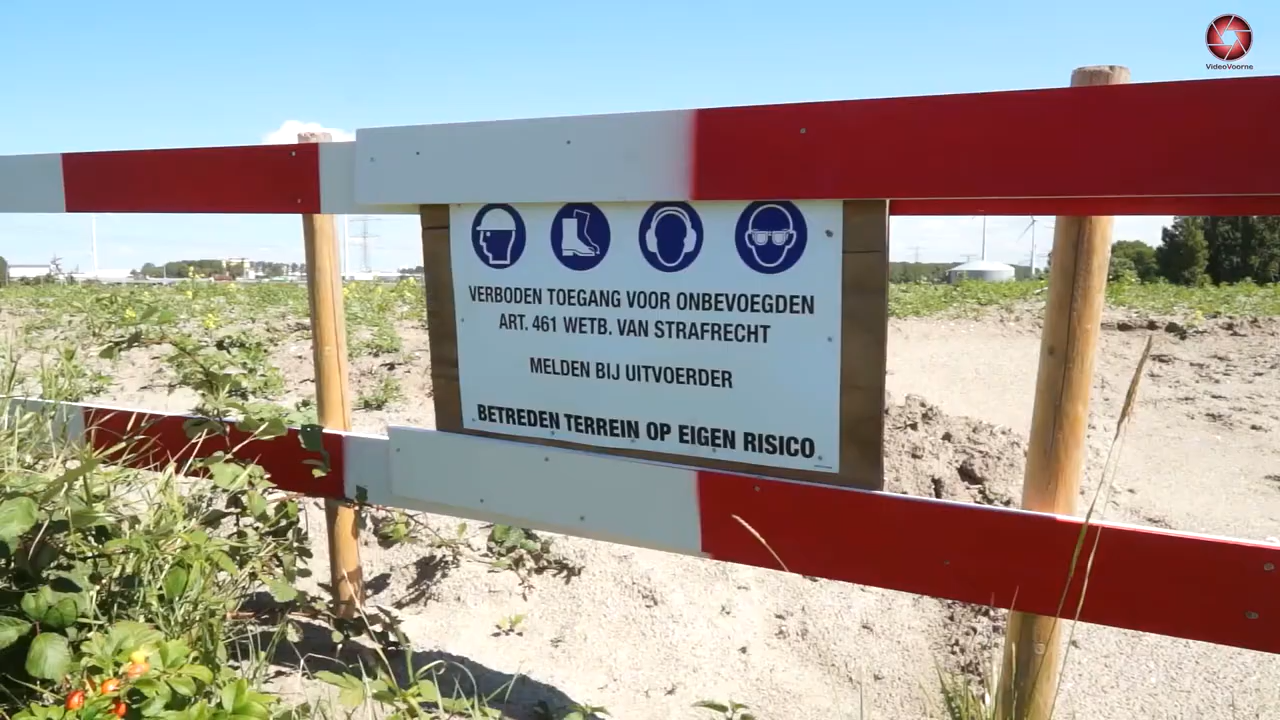 VideoVoorne
VERBODEN TOEGANG VOOR ONBEVOEGDEN
ART. 461 WETB. VAN STRAFRECHT
MELDEN BIJ UITVOERDER
BETREDEN TERREIN OP EIGEN RISICO